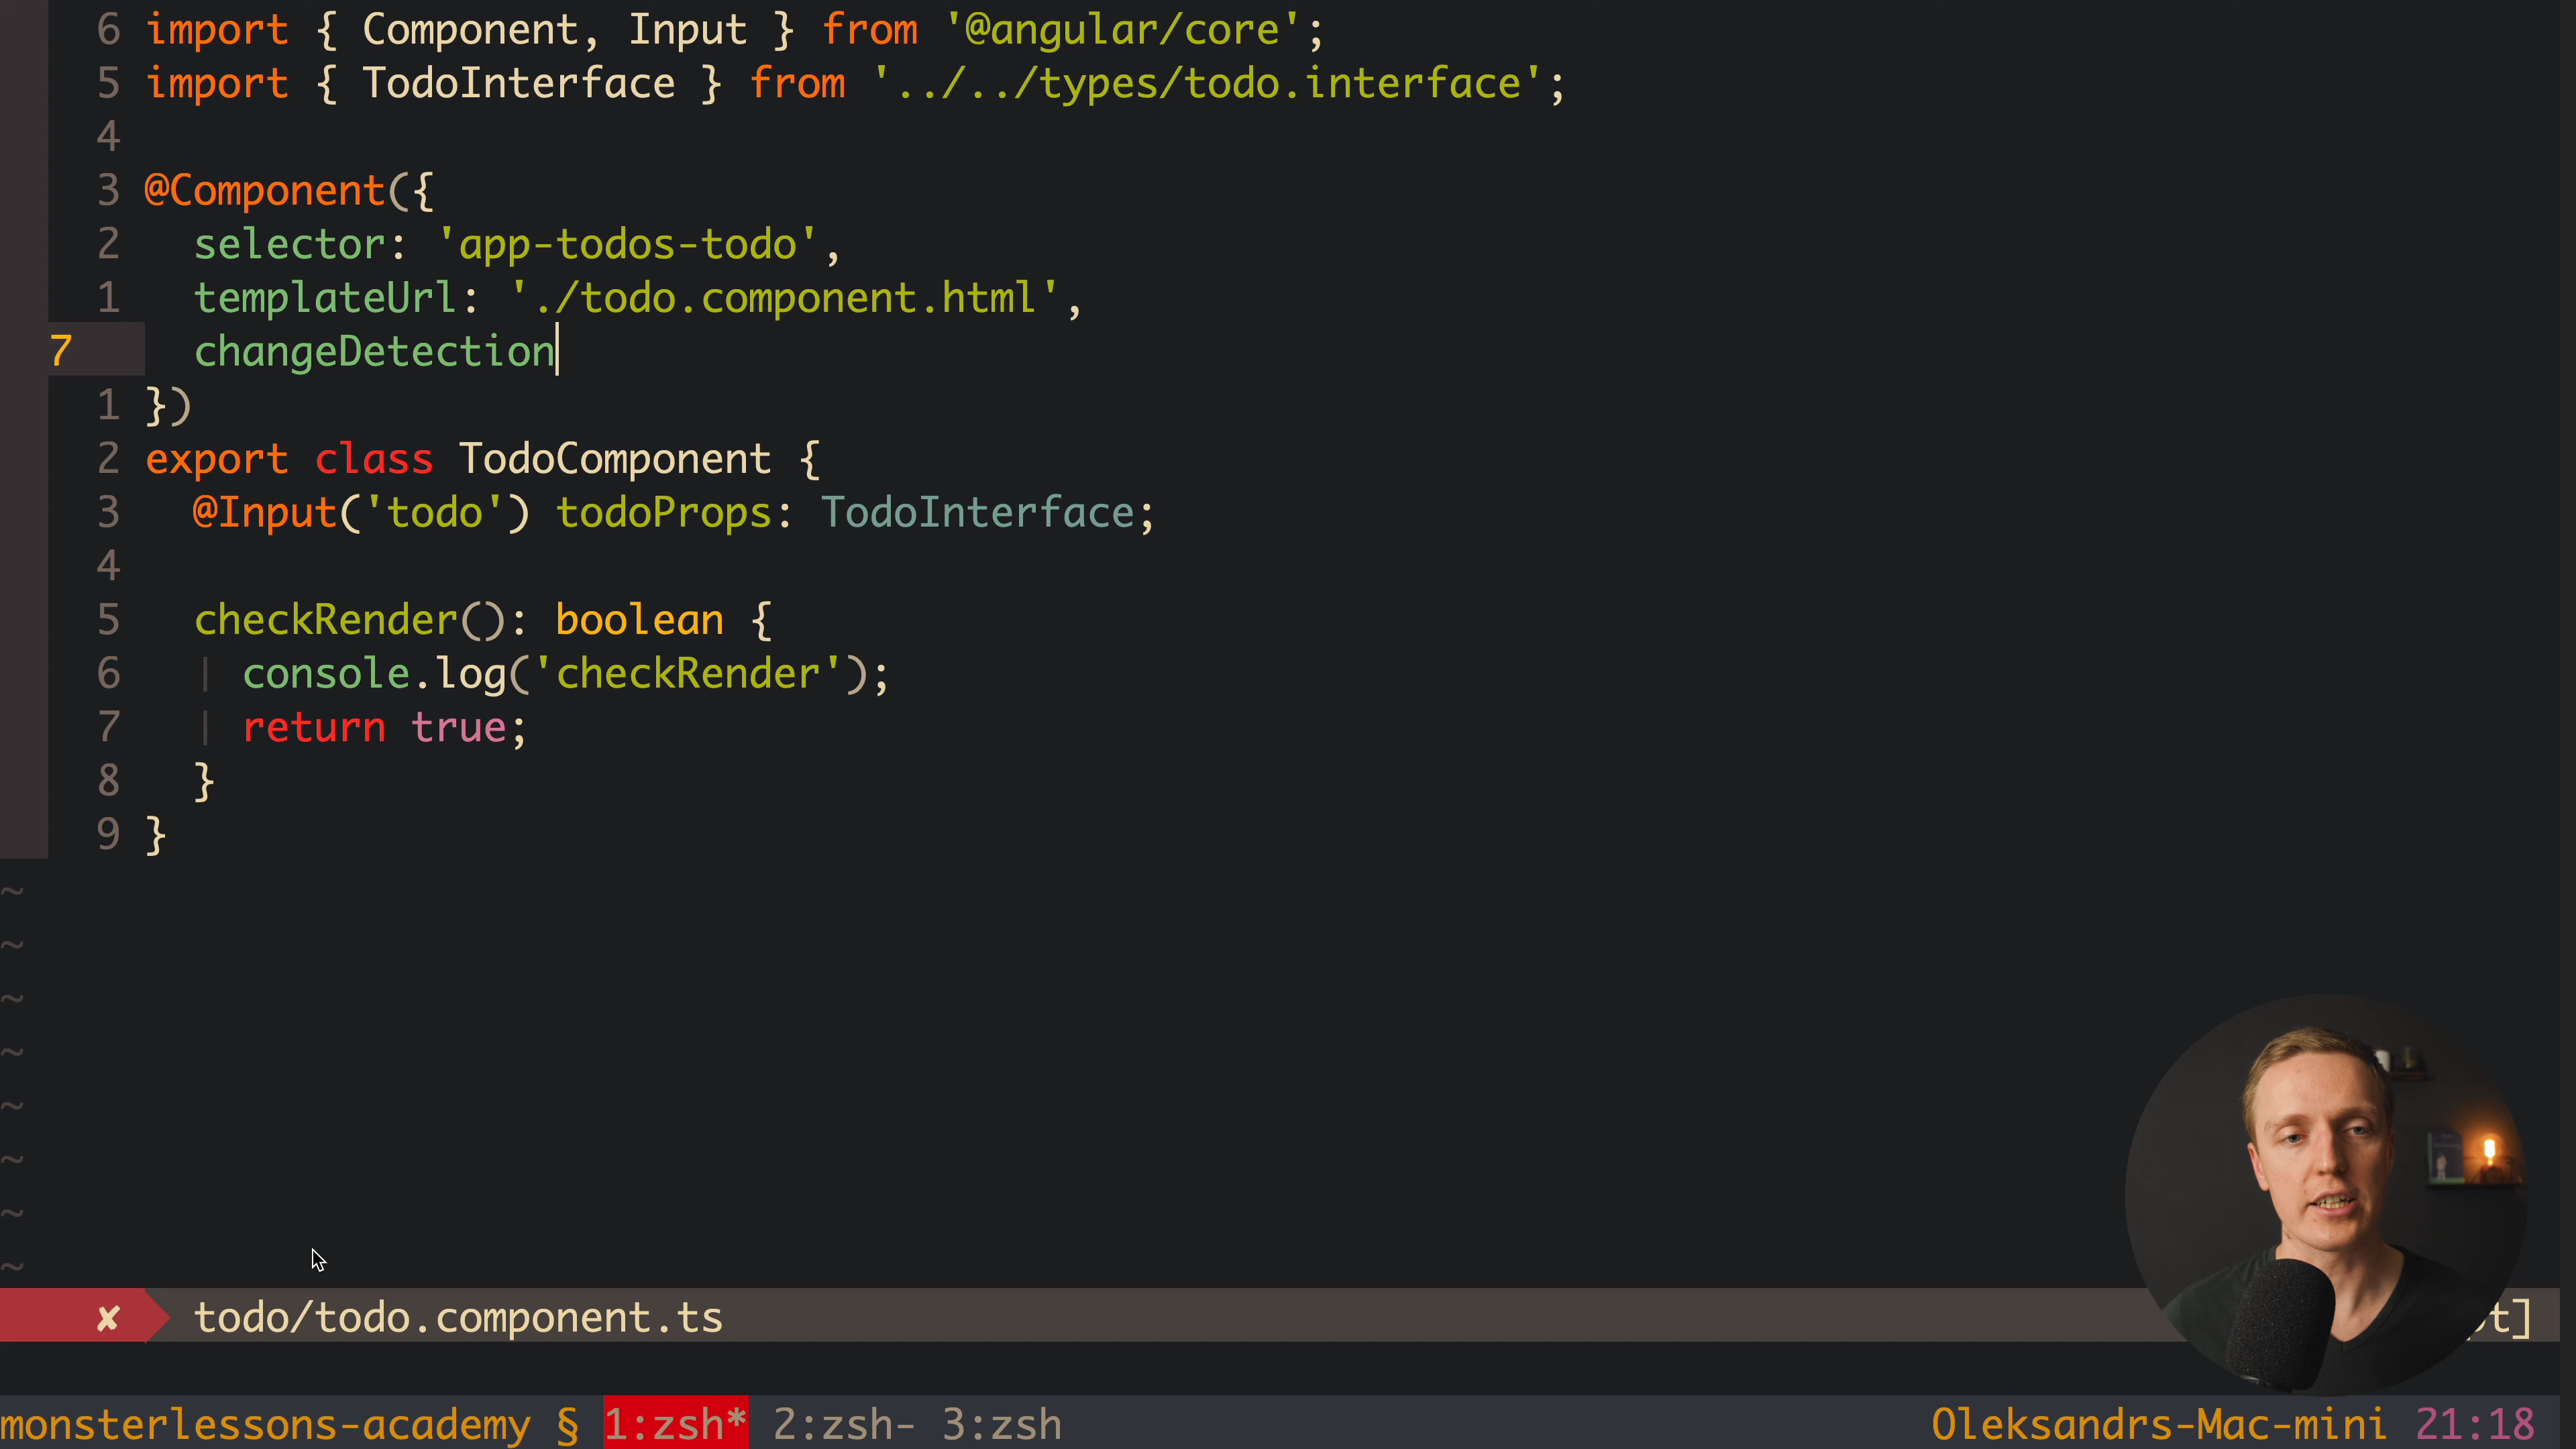 6 import { Component, Input } from '@angular/core';
5 import { TodoInterface } from '../../types/todo.interface';
4
3 @Component({
2   selector: 'app-todos-todo',
1   templateUrl: './todo.component.html',
7   changeDetection
1 })
2 export class TodoComponent {
3   @Input('todo') todoProps: TodoInterface;
4
5   checkRender(): boolean {
6   | console.log('checkRender');
7   | return true;
8   }
9 }
~
~
~
~
~
~
~
~
✘ todo/todo.component.ts t]
monsterlessons-academy § 1:zsh* 2:zsh- 3:zsh Oleksandrs-Mac-mini 21:18